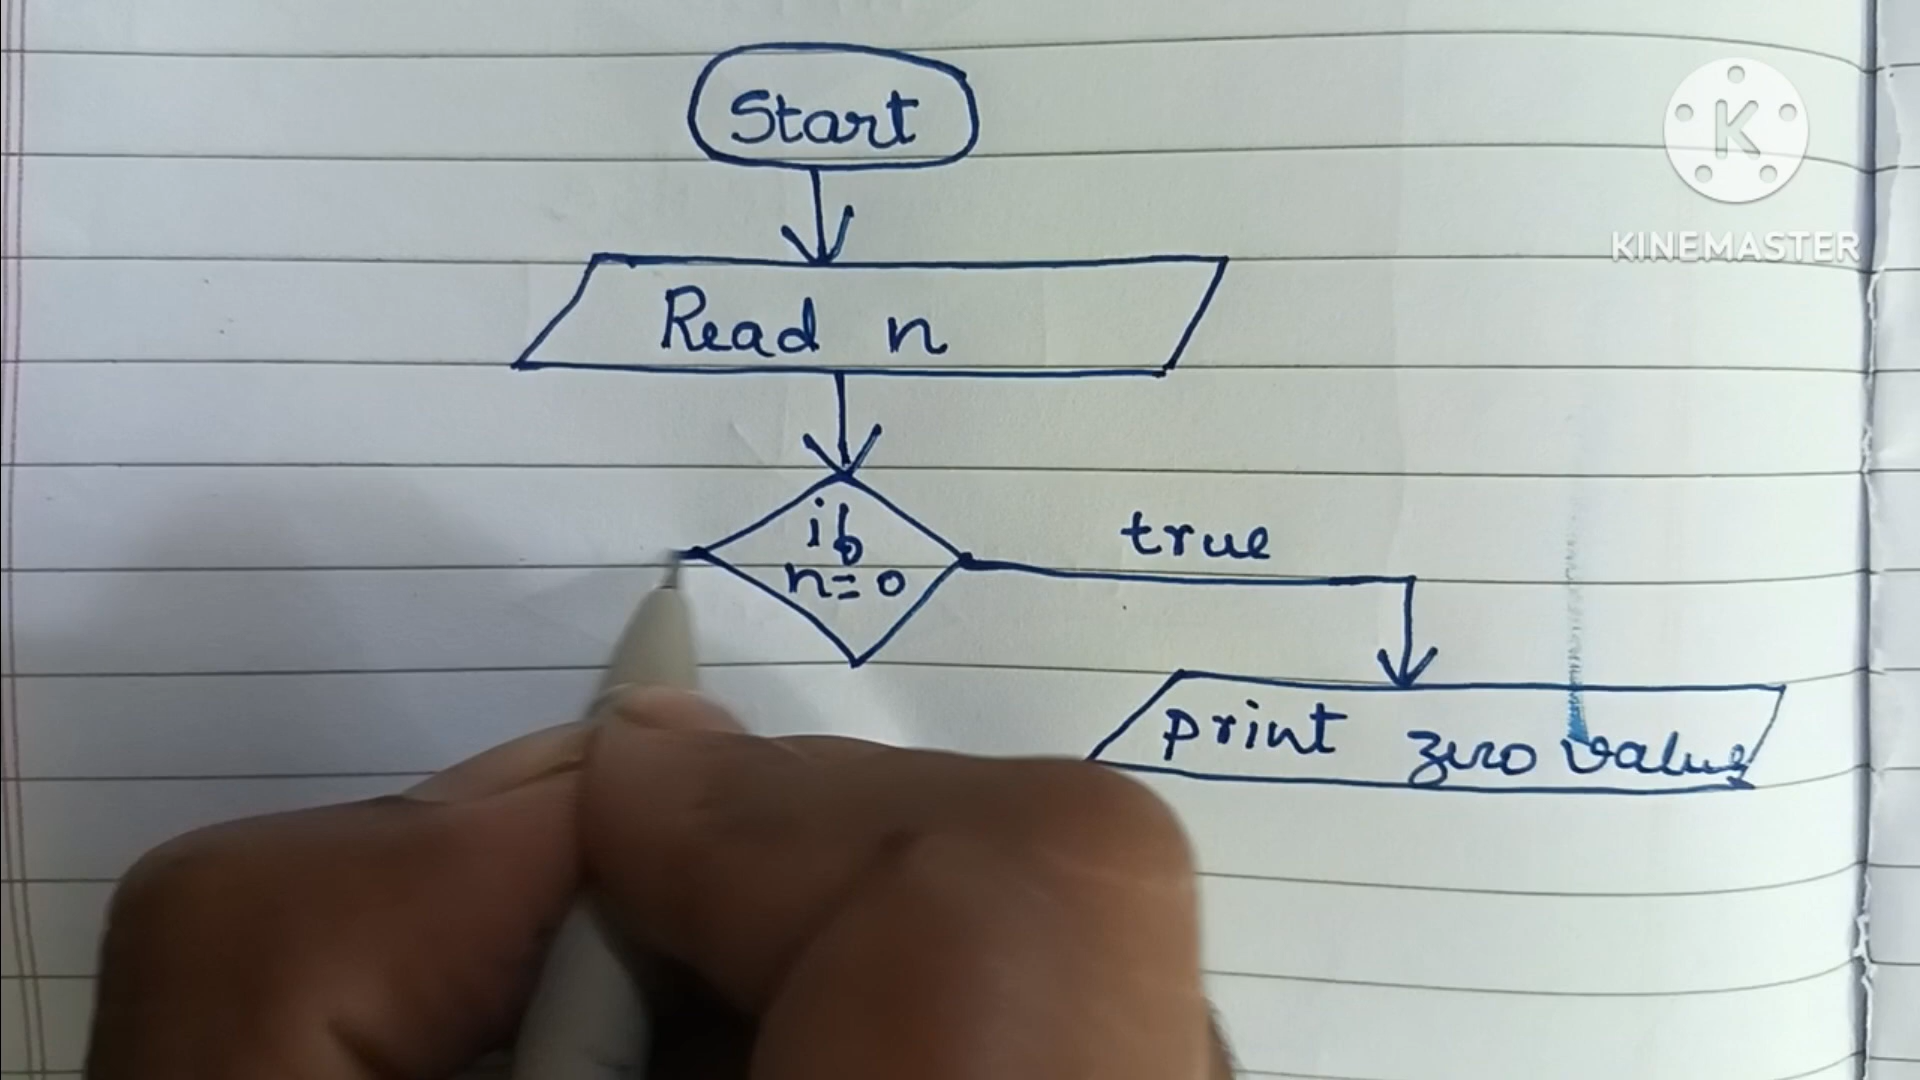 Start
Read n
if
n=0
true
print zero value
K
KINEMASTER